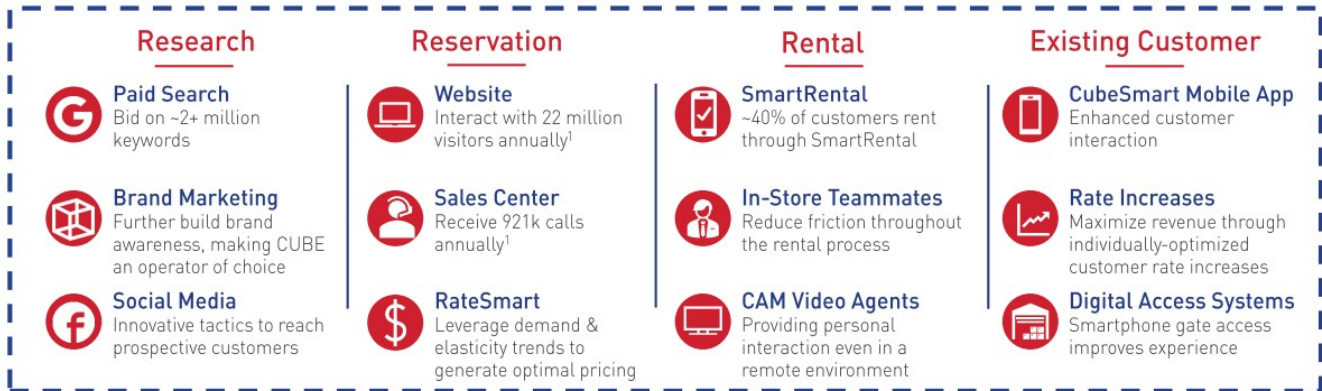 Research
Paid Search
Bid on ~2+ million
keywords
Brand Marketing
Further build brand
awareness, making CUBE
an operator of choice
Social Media
Innovative tactics to reach
prospective customers
Reservation
Website
Interact with 22 million
visitors annually¹
Sales Center
Receive 921k calls
annually¹
RateSmart
Leverage demand &
elasticity trends to
generate optimal pricing
Rental
SmartRental
~40% of customers rent
through SmartRental
In-Store Teammates
Reduce friction throughout
the rental process
CAM Video Agents
Providing personal
interaction even in a
remote environment
Existing Customer
CubeSmart Mobile App
Enhanced customer
interaction
Rate Increases
Maximize revenue through
individually-optimized
customer rate increases
Digital Access Systems
Smartphone gate access
improves experience